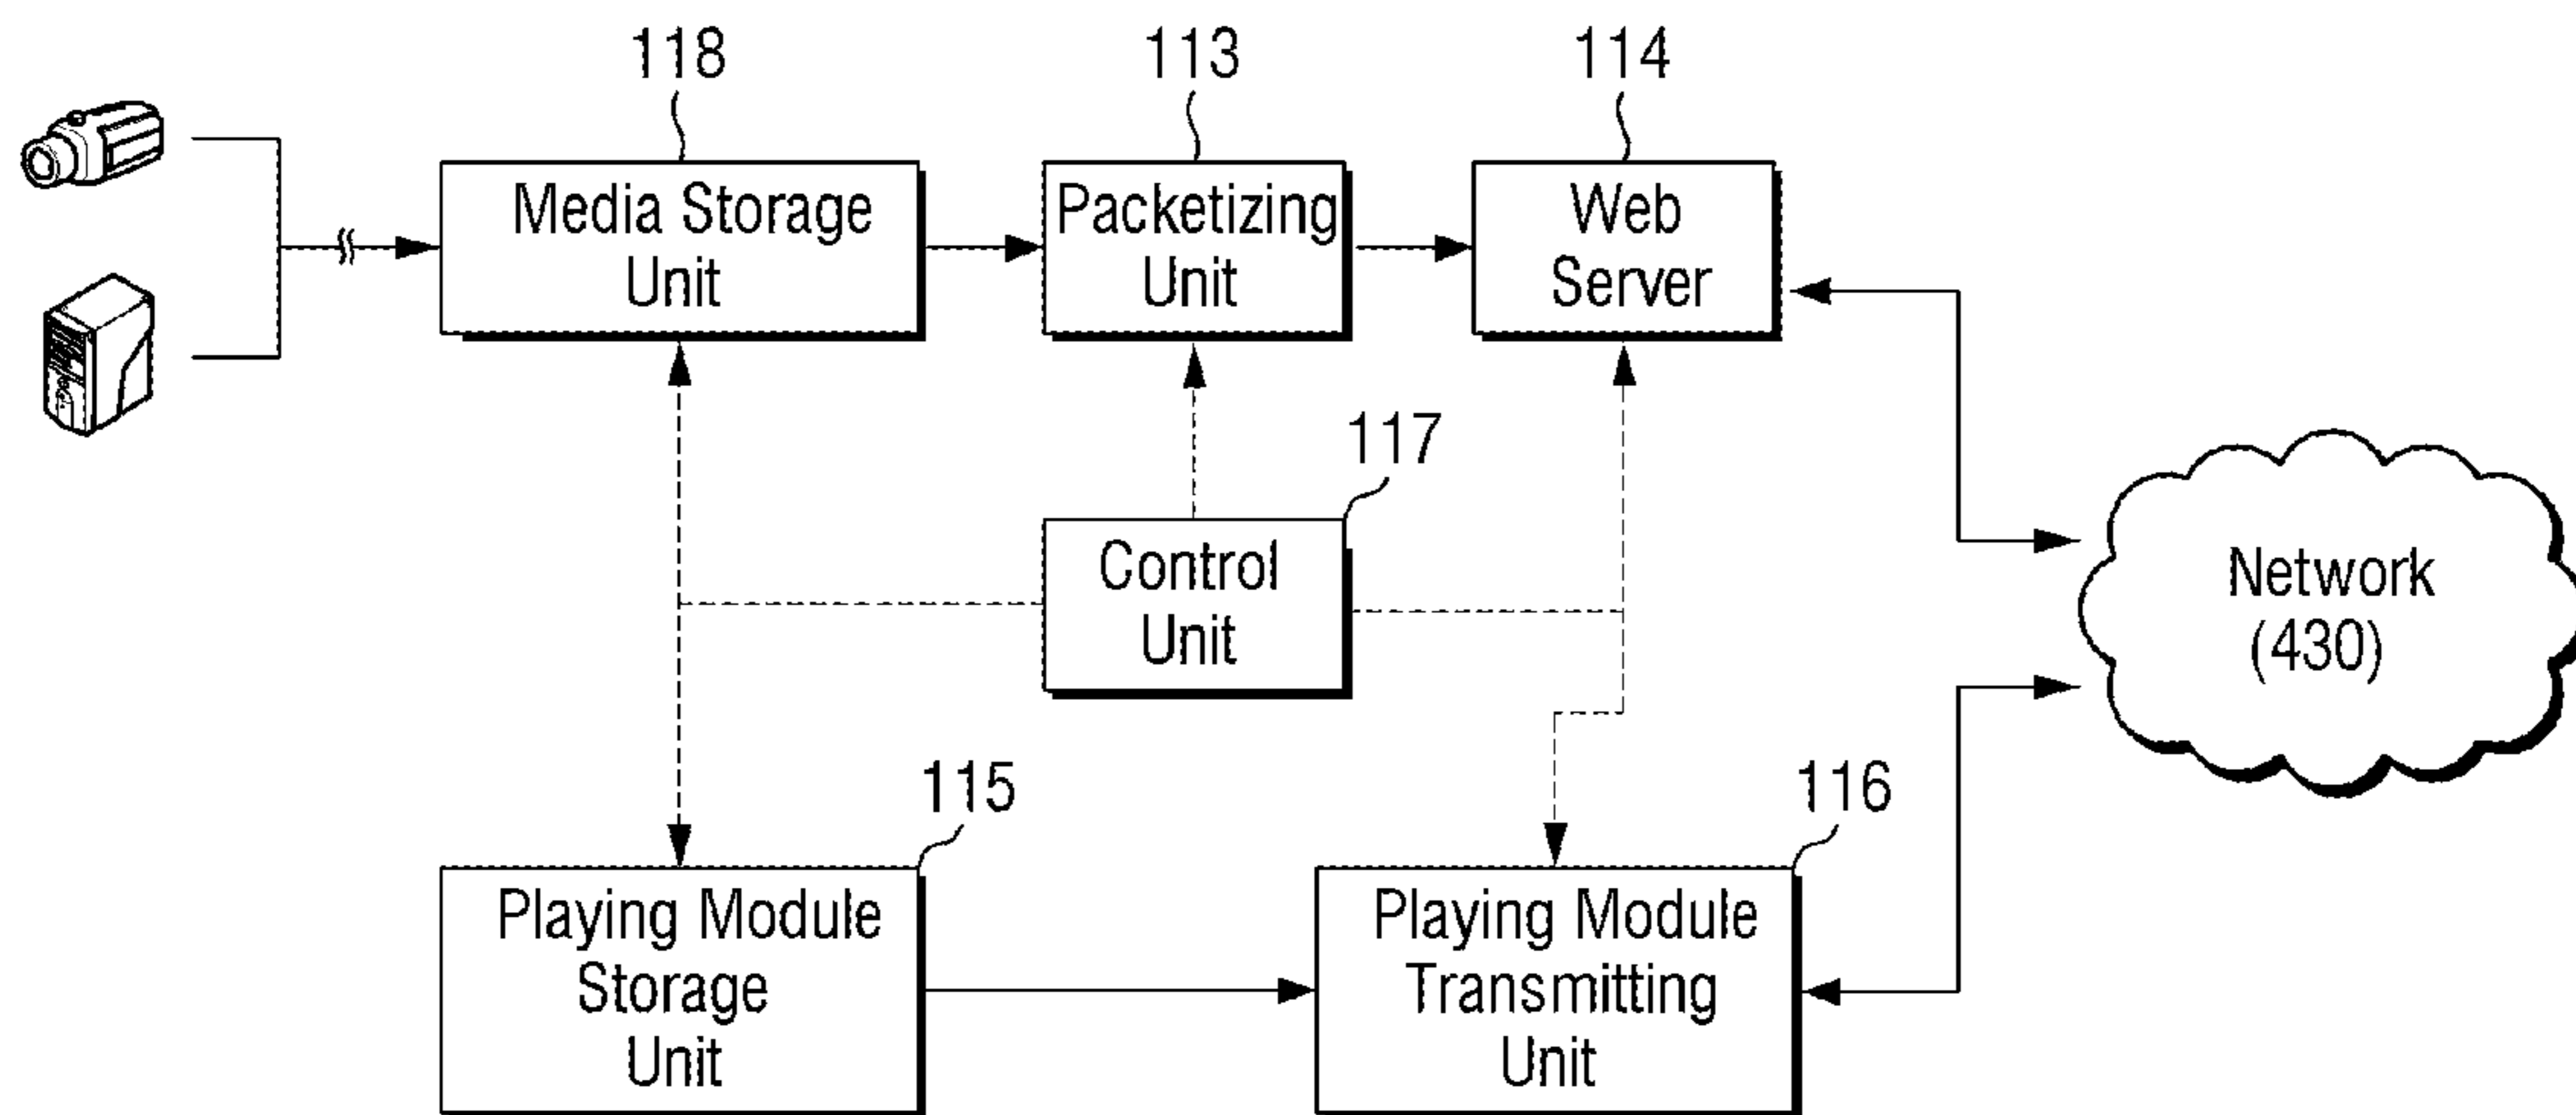 118
113
114
Media Storage
Unit
Packetizing
Unit
Web
Server
117
Control
Unit
Network
(430)
115
116
Playing Module
Storage
Unit
Playing Module
Transmitting
Unit